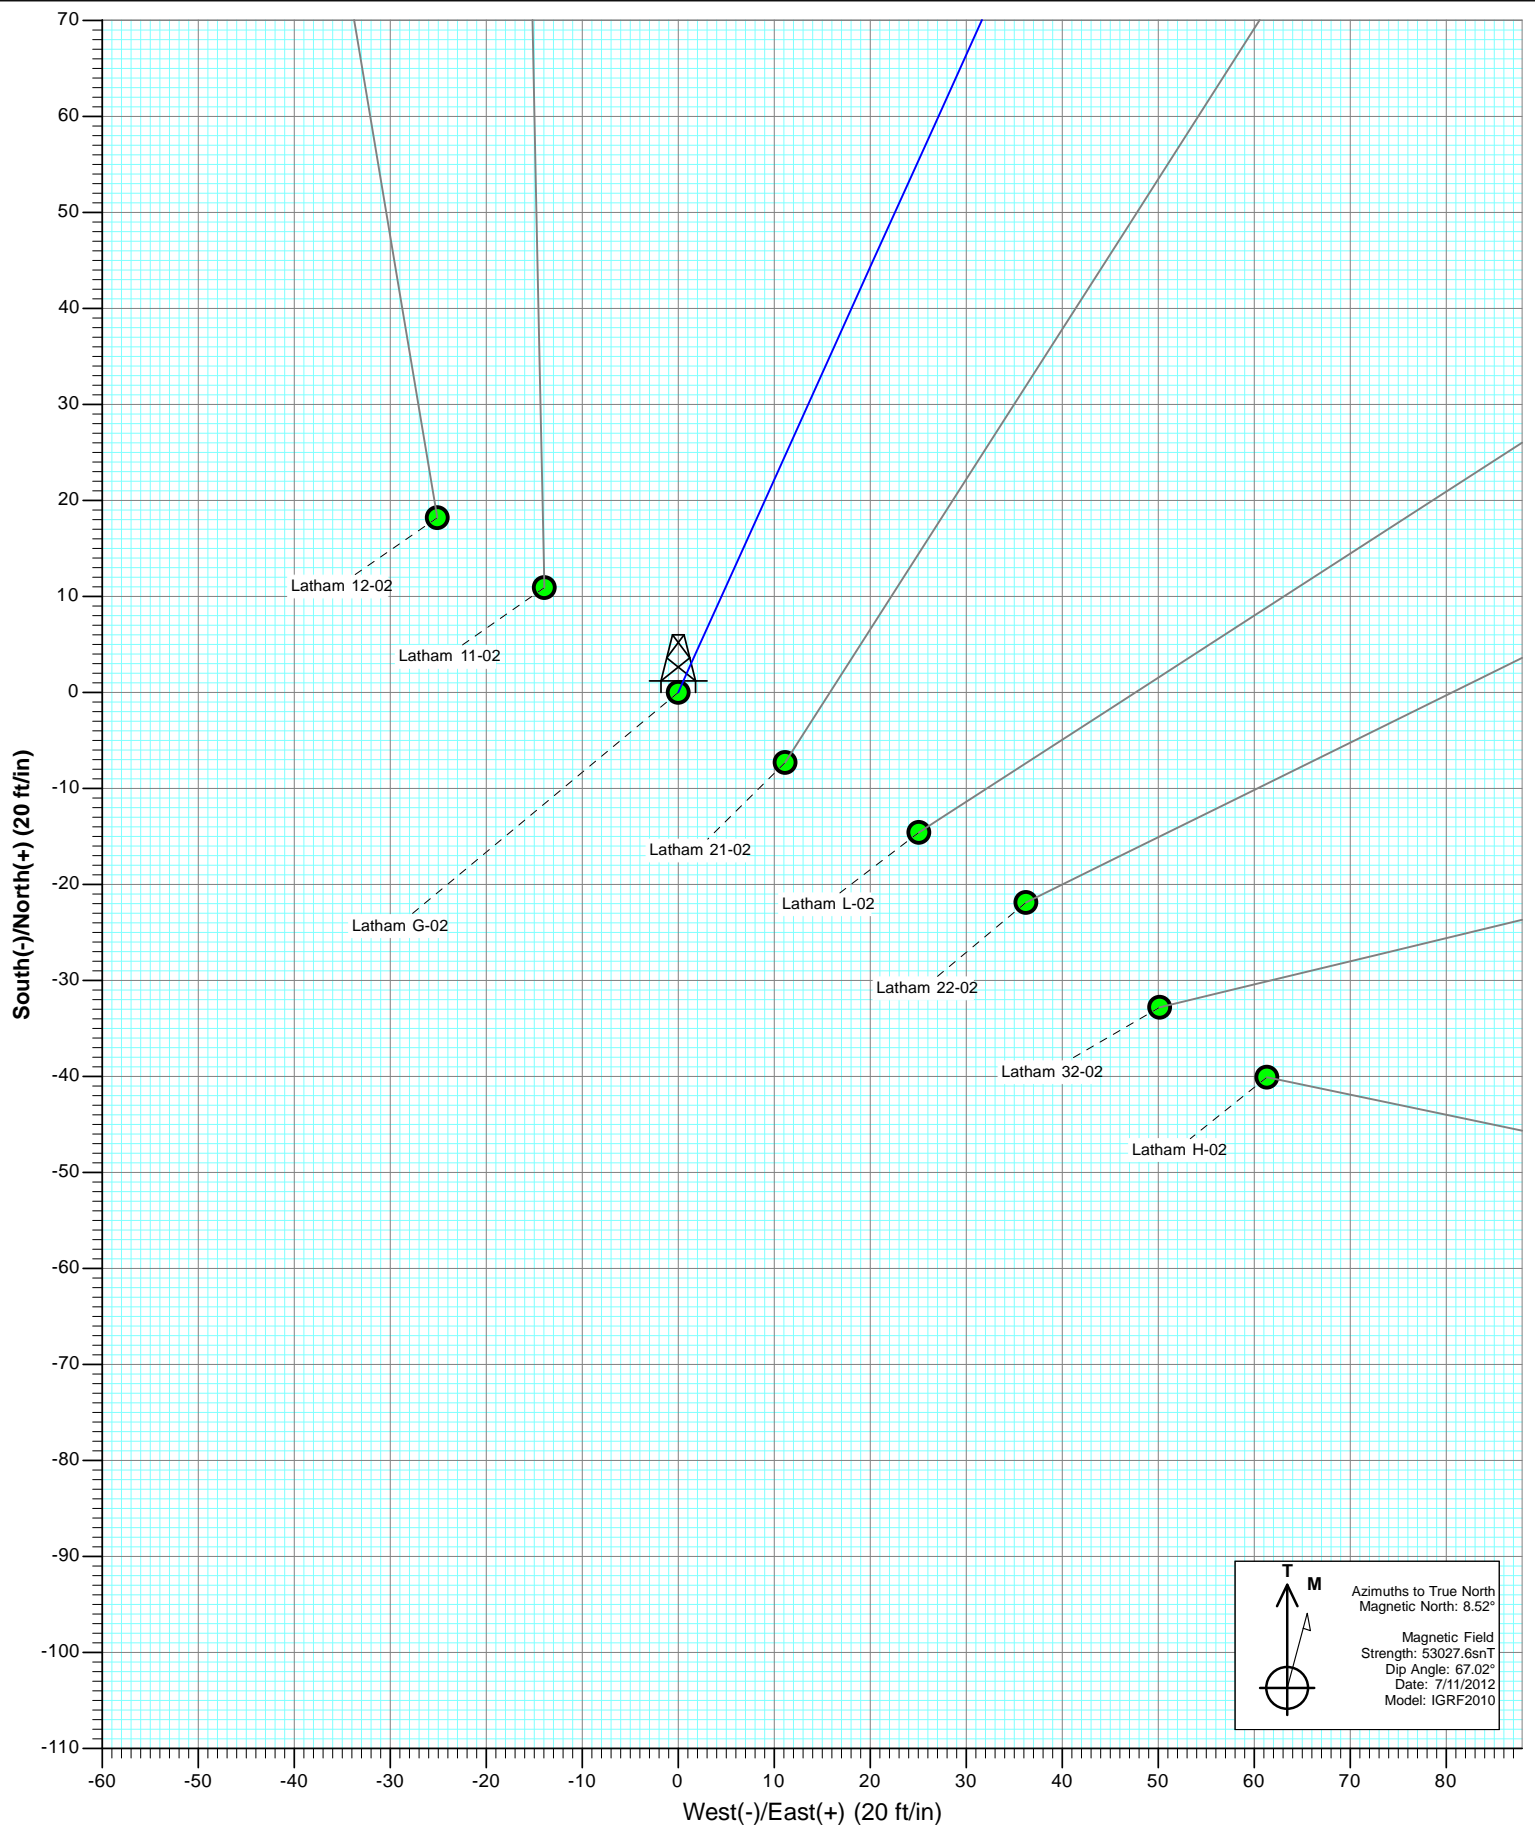 70
60
50
40
30
20
10
0
-10
-20
-30
-40
-50
-60
-70
-80
-90
-100
-110
South(-)/North(+) (20 ft/in)
Latham 12-02
Latham 11-02
Latham 21-02
Latham L-02
Latham G-02
Latham 22-02
Latham 32-02
Latham H-02
T
M
Azimuths to True North
Magnetic North: 8.52°
Magnetic Field
Strength: 53027.6snT
Dip Angle: 67.02°
Date: 7/11/2012
Model: IGRF2010
-60 -50 -40 -30 -20 -10 0 10 20 30 40 50 60 70 80
West(-)/East(+) (20 ft/in)